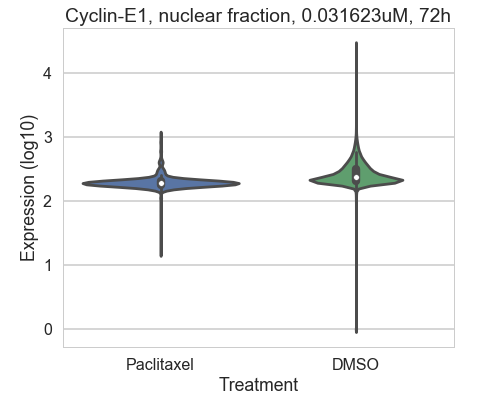 Cyclin-E1, nuclear fraction, 0.031623uM, 72h
Expression (log10)
4
3
2
1
0
Paclitaxel
DMSO
Treatment